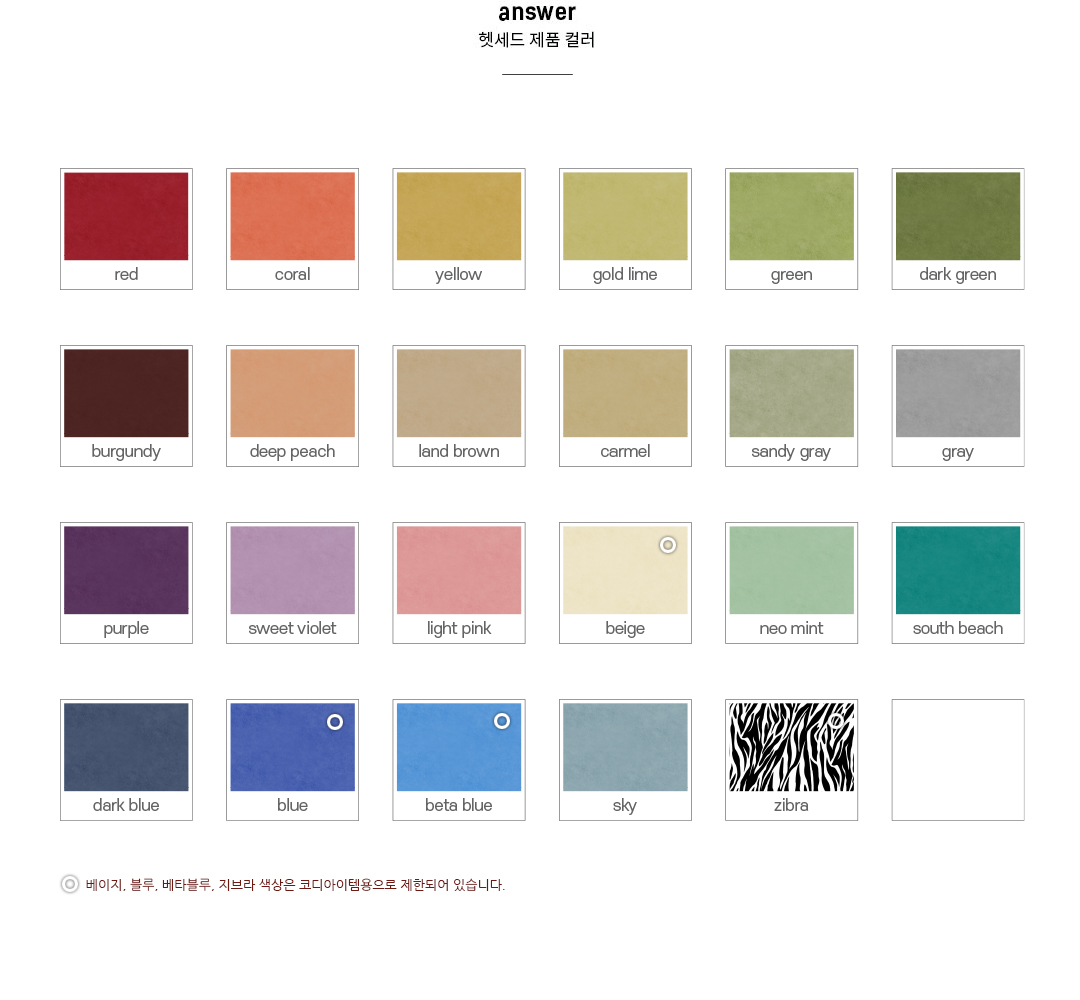 answer
헷세드 제품 컬러
red
coral
yellow
gold lime
green
dark green
burgundy
deep peach
land brown
carmel
sandy gray
gray
purple
sweet violet
light pink
beige
neo mint
south beach
dark blue
blue
beta blue
sky
zibra
베이지, 블루, 베타블루, 지브라 색상은 코디아이템용으로 제한되어 있습니다.